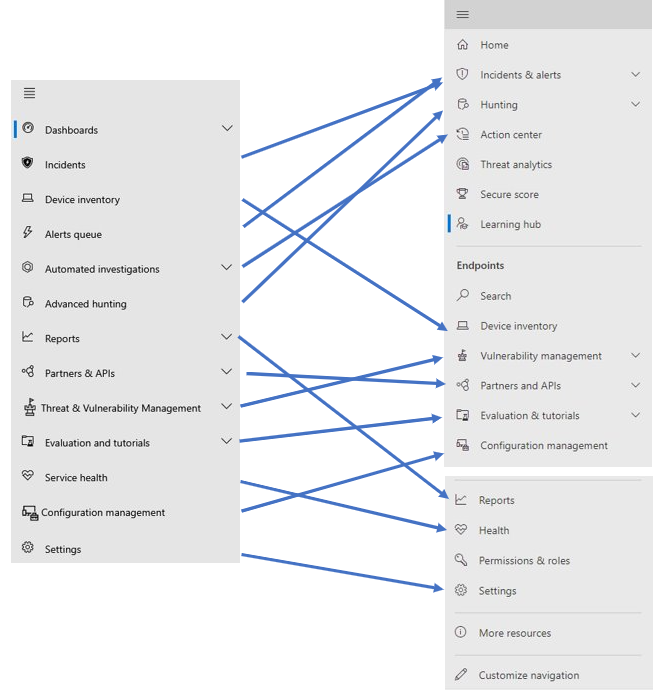 Dashboards
Incidents
Device inventory
Alerts queue
Automated investigations
Advanced hunting
Reports
Partners & APIs
Threat & Vulnerability Management
Evaluation and tutorials
Service health
Configuration management
Settings
Home
Incidents & alerts
Hunting
Action center
Threat analytics
Secure score
Learning hub
Endpoints
Search
Device inventory
Vulnerability management
Partners and APIs
Evaluation & tutorials
Configuration management
Reports
Health
Permissions & roles
Settings
More resources
Customize navigation